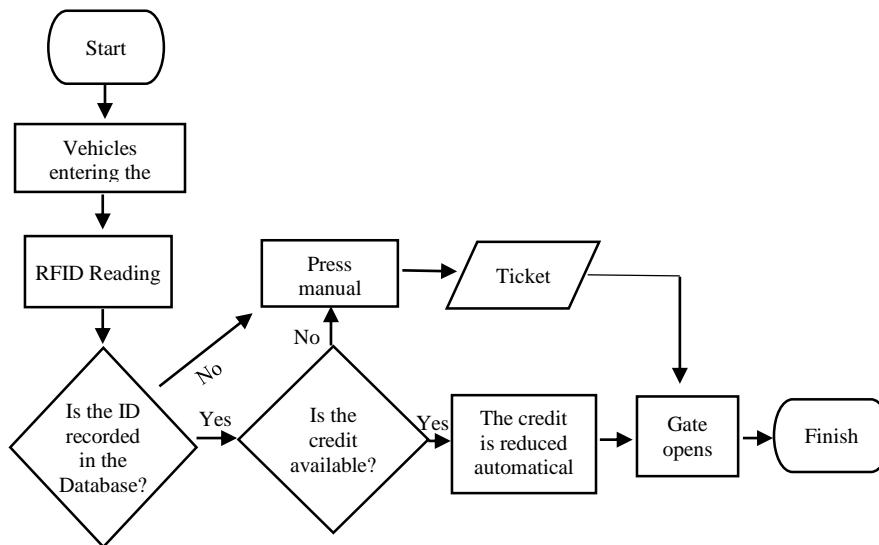 Start
Vehicles
entering the
RFID Reading
Press
manual
Ticket
No
No
Is the ID
recorded
in the
Database?
Yes
Is the
credit
available?
Yes
The credit
is reduced
automatical
Gate
opens
Finish